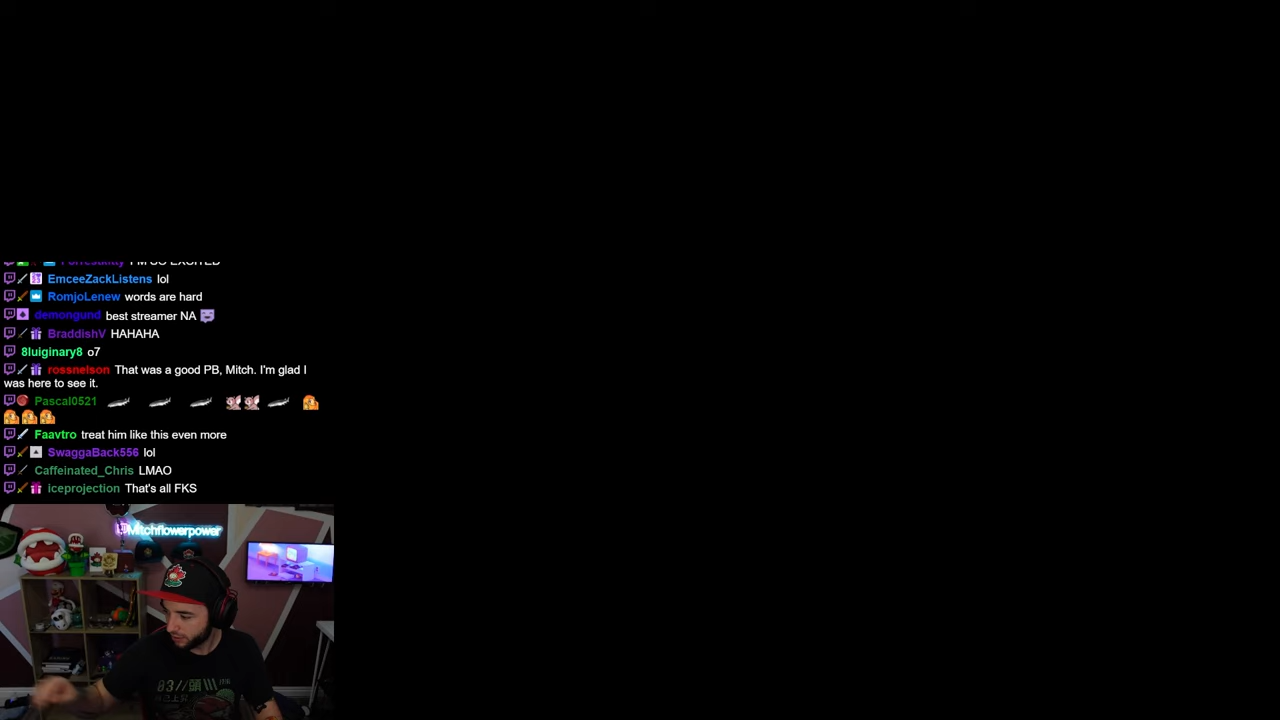 I'M SO EXCITED
EmceeZackListens lol
RomjoLenew words are hard
demongund best streamer NA
BraddishV HAHAHA
8luiginary8 o7
rossnelson That was a good PB, Mitch. I'm glad I
was here to see it.
Pascal0521
Faavtro treat him like this even more
SwaggaBack556 lol
Caffeinated_Chris LMAO
iceprojection That's all FKS
Mitchflowerpower